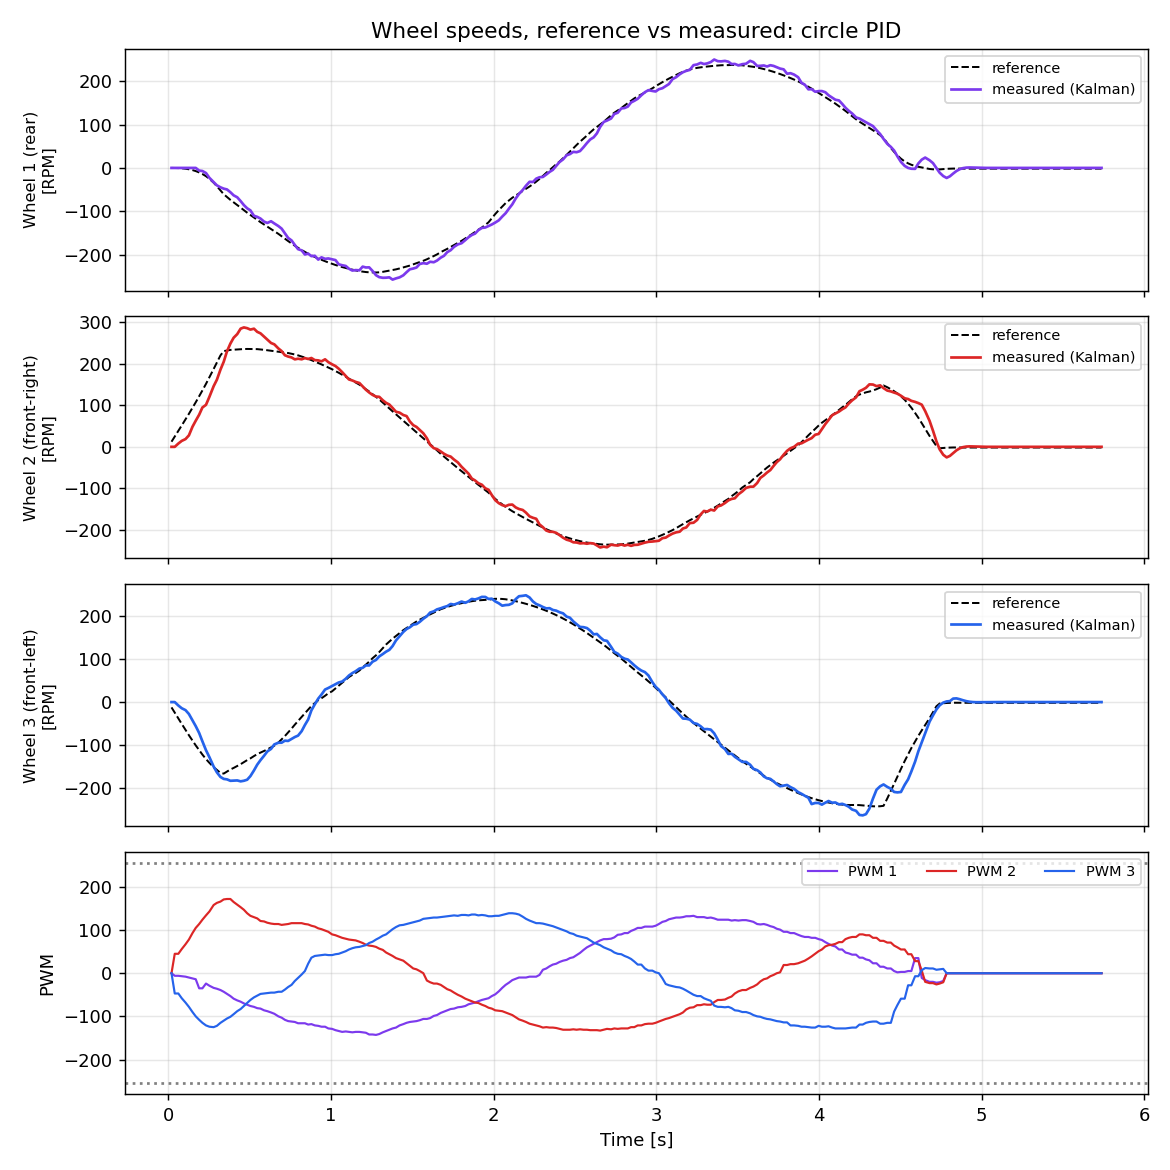 Wheel speeds, reference vs measured: circle PID
Wheel 1 (rear)
[RPM]
200
100
0
−100
−200
reference
measured (Kalman)
Wheel 2 (front-right)
[RPM]
300
200
100
0
−100
−200
reference
measured (Kalman)
Wheel 3 (front-left)
[RPM]
200
100
0
−100
−200
reference
measured (Kalman)
PWM
200
100
0
−100
−200
PWM 1 PWM 2 PWM 3
0 1 2 3 4 5 6
Time [s]